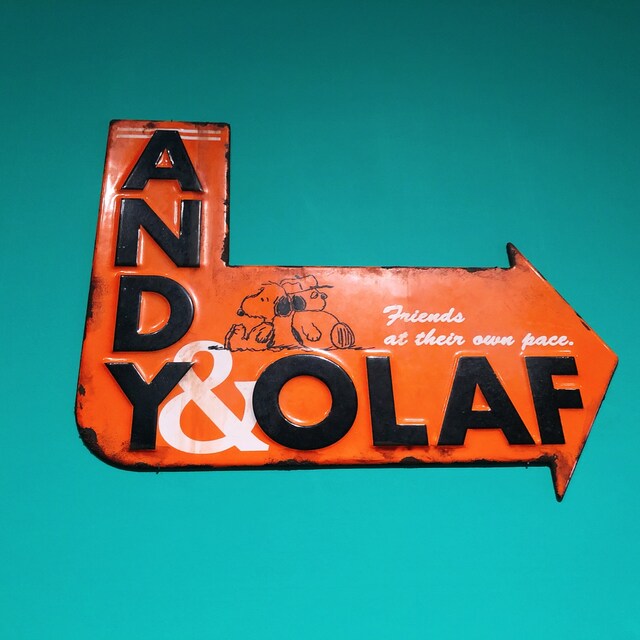 ANDY
&
OLAF
Friends
at their own pace.